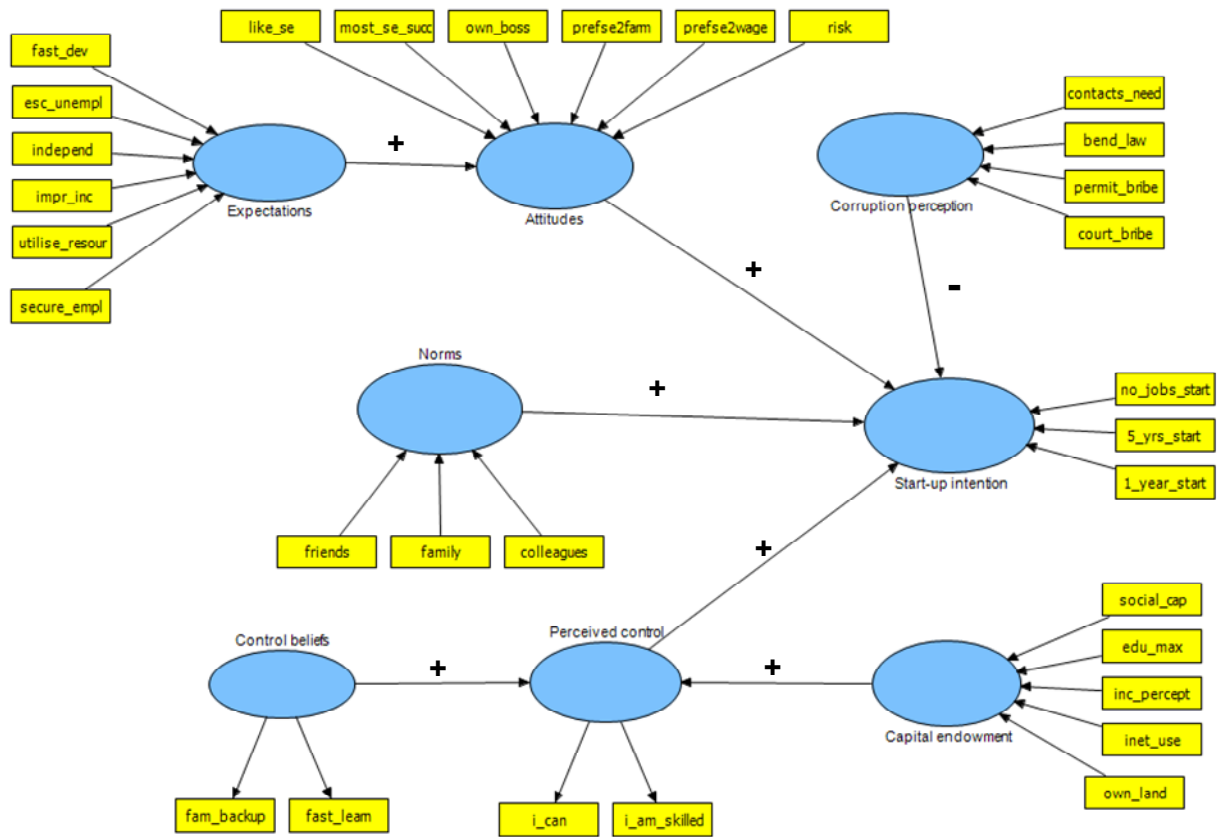 like_se
most_se_succ
own_boss
prefse2farm
prefse2wage
risk
fast_dev
esc_unempl
independ
impr_inc
utilise_resour
secure_empl
Expectations
+
Attitudes
contacts_need
bend_law
permit_bribe
court_bribe
Corruption perception
+
-
Norms
+
no_jobs_start
5_yrs_start
1_year_start
Start-up intention
friends
family
colleagues
+
Control beliefs
+
Perceived control
+
social_cap
edu_max
inc_percept
inet_use
own_land
Capital endowment
fam_backup
fast_learn
i_can
i_am_skilled